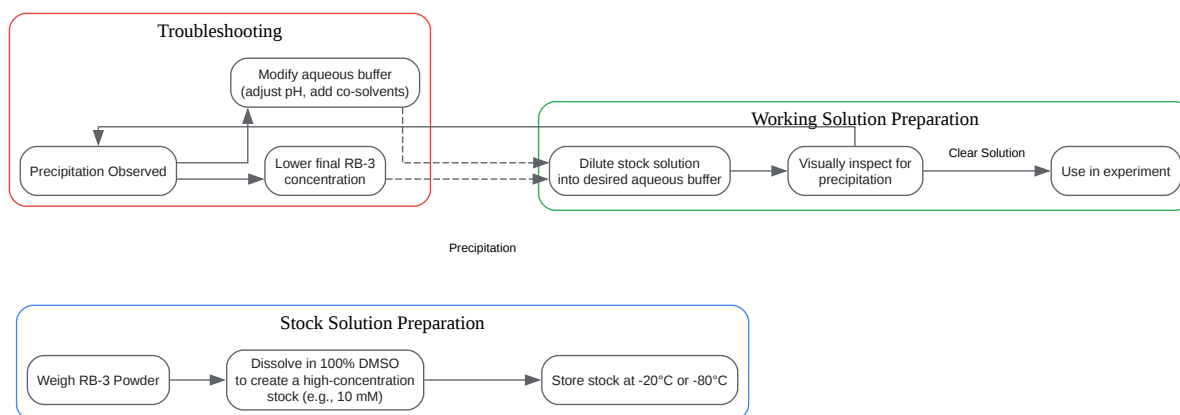 Troubleshooting
Modify aqueous buffer
(adjust pH, add co-solvents)
Precipitation Observed
Lower final RB-3
concentration
Working Solution Preparation
Dilute stock solution
into desired aqueous buffer
Visually inspect for
precipitation
Clear Solution
Use in experiment
Precipitation
Stock Solution Preparation
Weigh RB-3 Powder
Dissolve in 100% DMSO
to create a high-concentration
stock (e.g., 10 mM)
Store stock at -20°C or -80°C